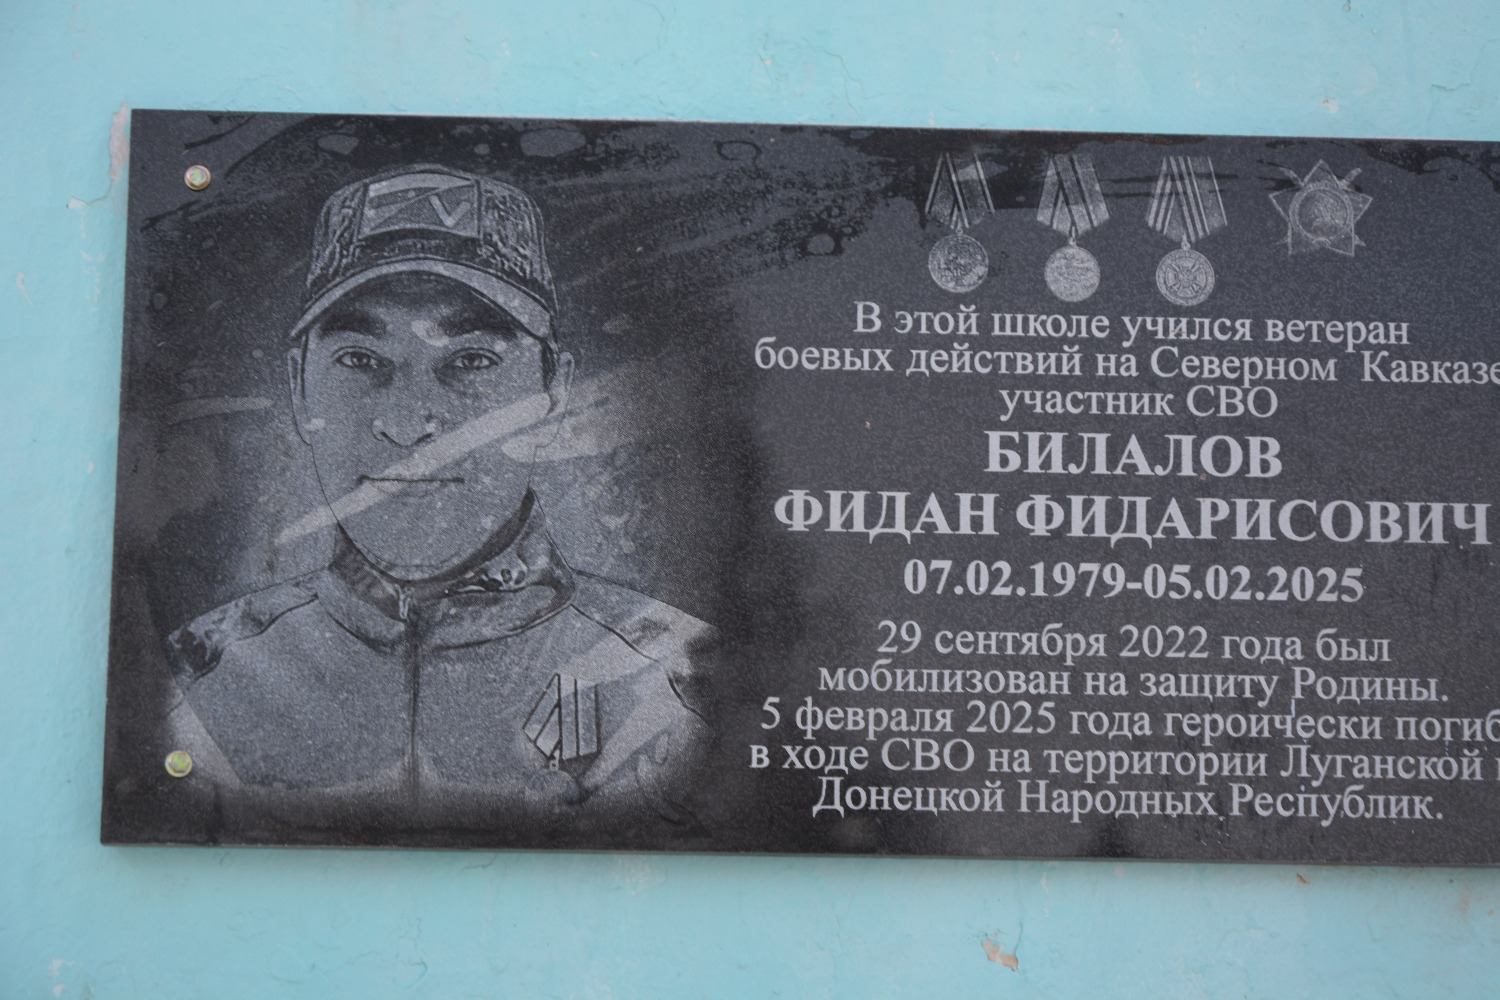 ZV
В этой школе учился ветеран
боевых действий на Северном Кавказе
участник СВО
БИЛАЛОВ
ФИДАН ФИДАРИСОВИЧ
07.02.1979-05.02.2025
29 сентября 2022 года был
мобилизован на защиту Родины.
5 февраля 2025 года героически погиб
в ходе СВО на территории Луганской
Донецкой Народных Республик.